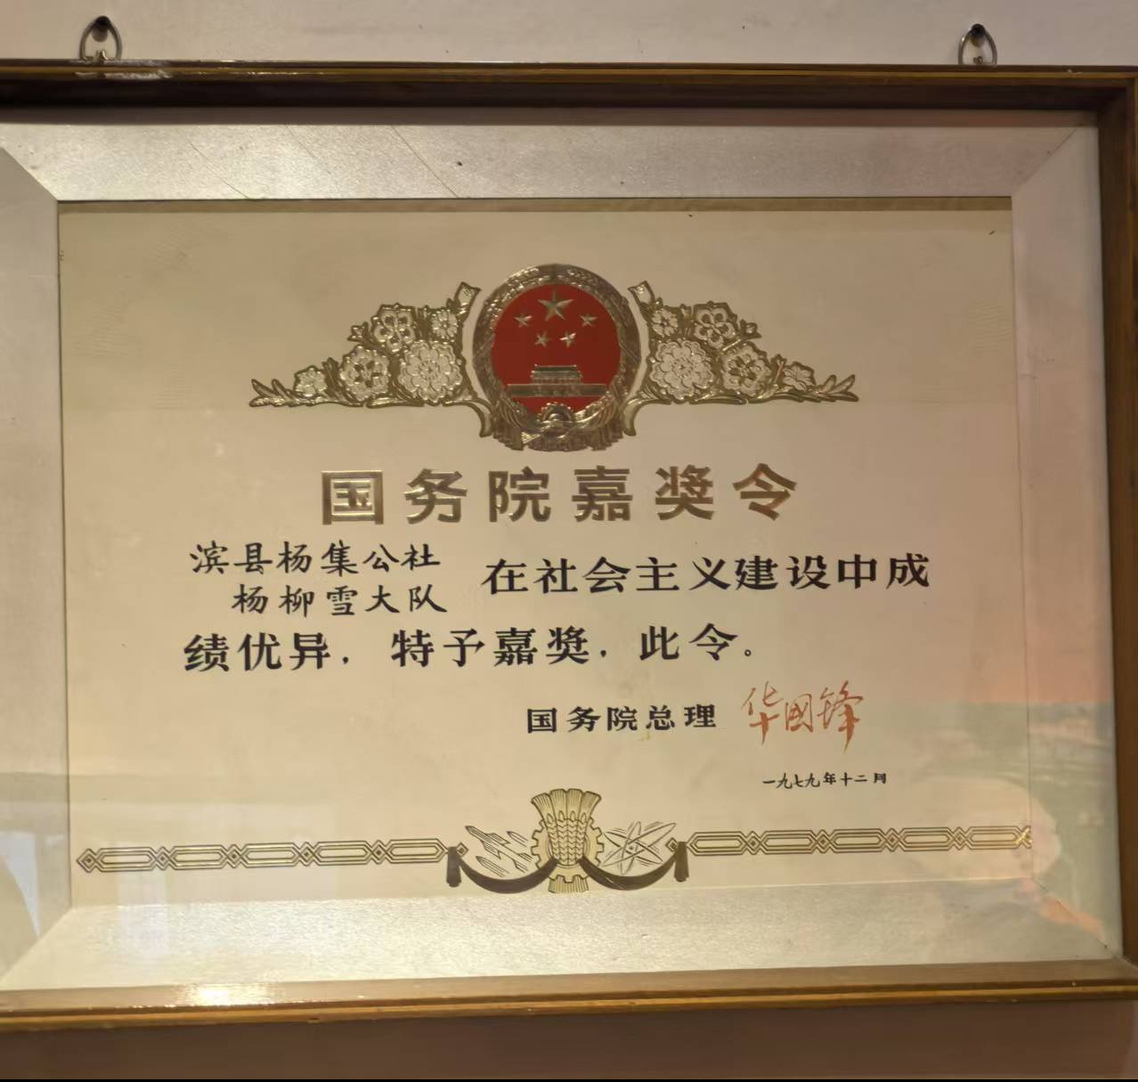 国务院嘉奖令
滨县杨集公社
杨柳雪大队
在社会主义建设中成
绩优异，特予嘉奖，此令。
国务院总理 华國锋
一九七九年十二月